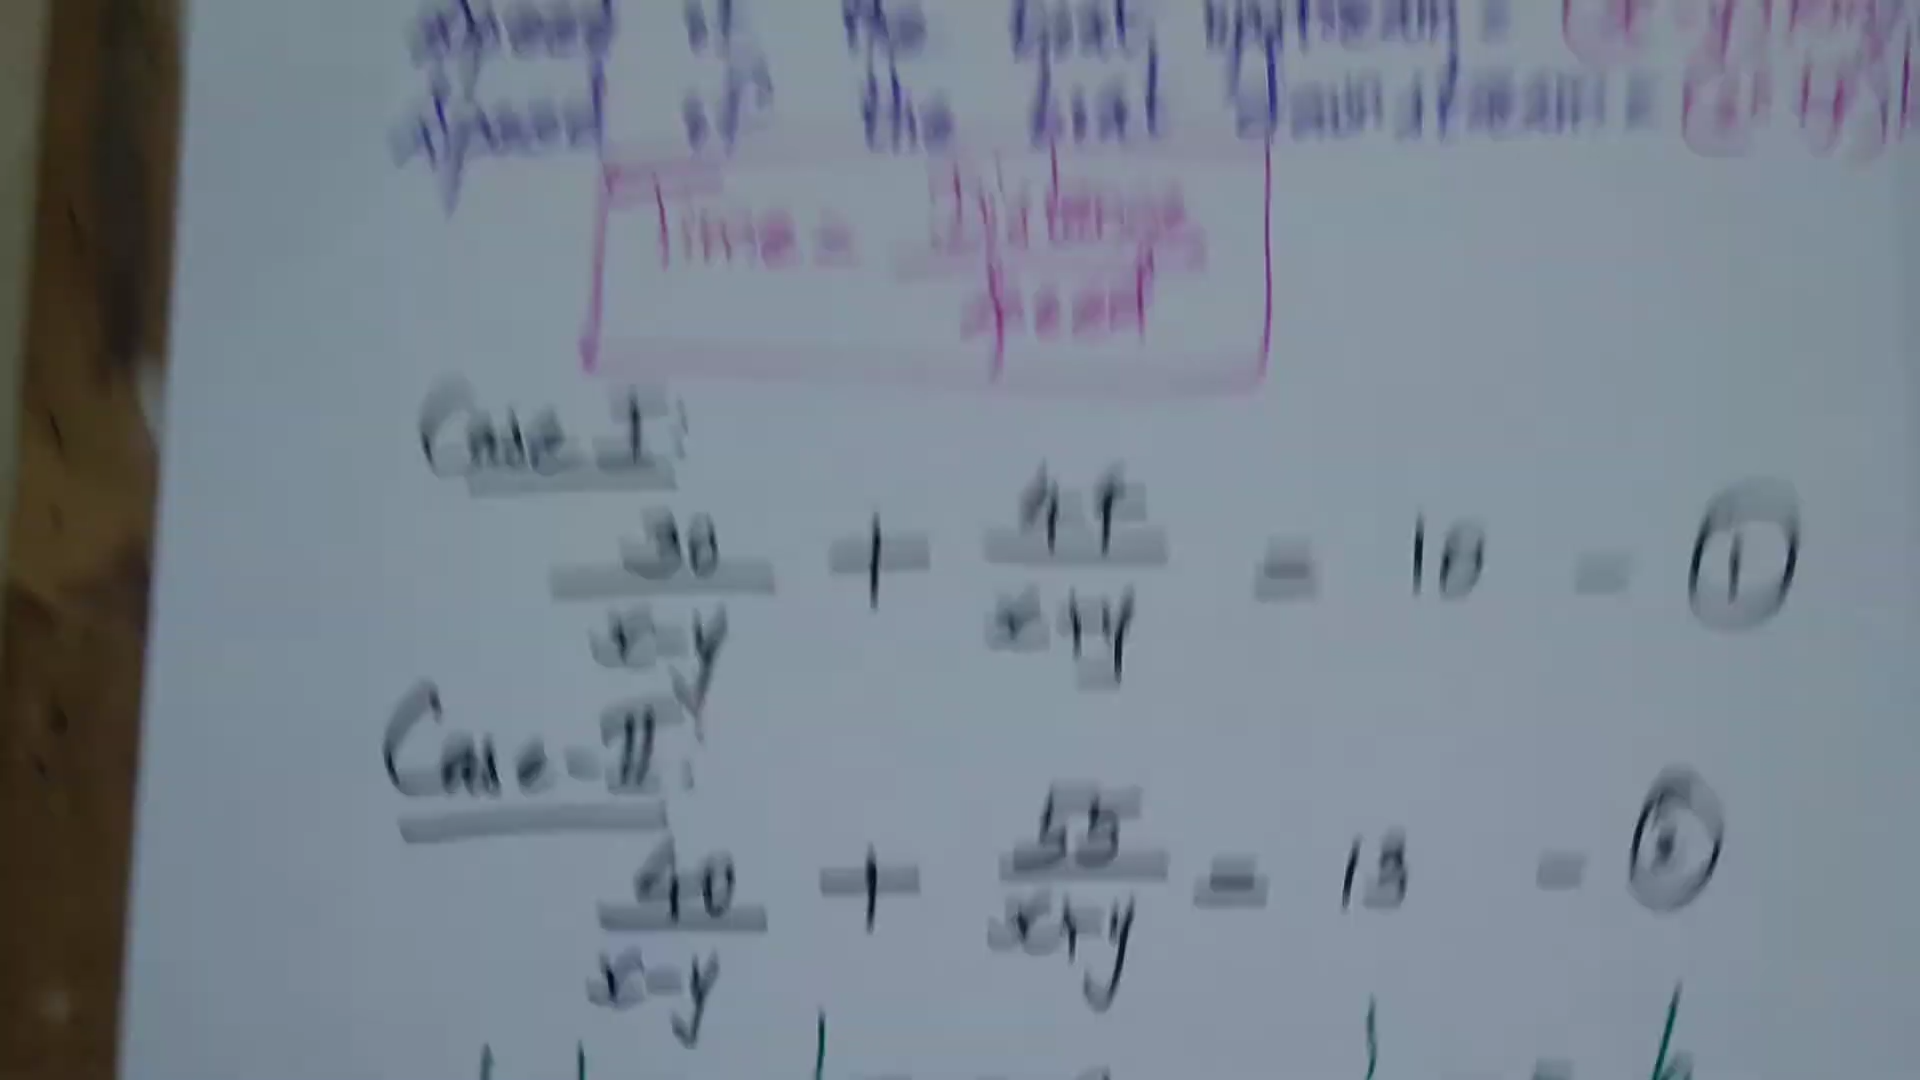 speed of the boat upstream = (x-y) km/
speed of the boat downstream = (x+y)
Time = Distance
speed
Case I:
30/x-y + 44/x+y = 10 - ①
Case-II:
40/x-y + 55/x+y = 13 - ②